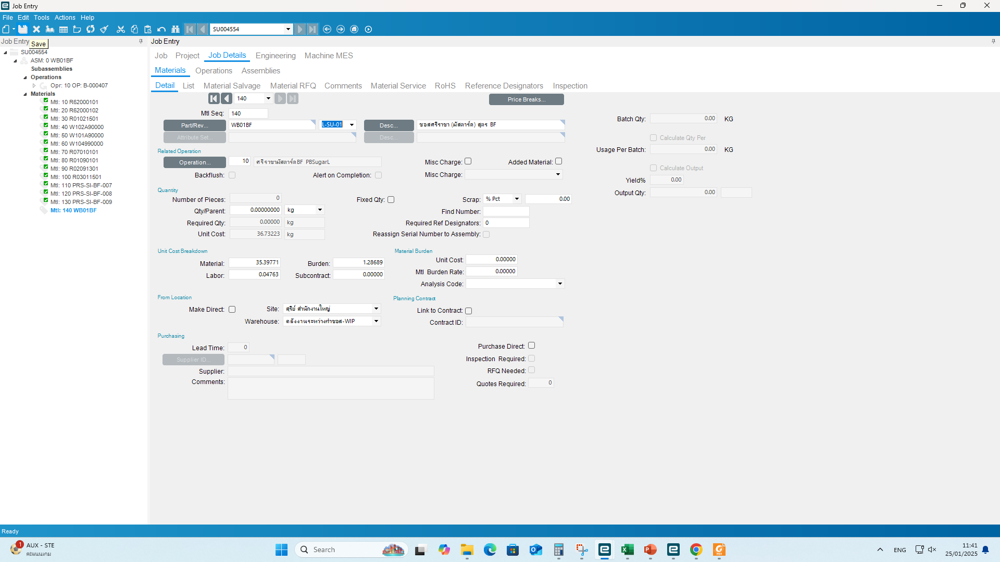 Job Entry
File Edit Tools Actions Help
SU004554
Job Entry
Save
Job Entry
SU004554
ASM: 0 WB01BF
Subassemblies
Operations
Opr: 10 OP: B-000407
Materials
Mtl: 10 R62000101
Mtl: 20 R62000102
Mtl: 30 R01021501
Mtl: 40 W102A90000
Mtl: 50 W101A90000
Mtl: 60 W104990000
Mtl: 70 R07010101
Mtl: 80 R01090101
Mtl: 90 R02091301
Mtl: 100 R03011501
Mtl: 110 PRS-SI-BF-007
Mtl: 120 PRS-SI-BF-008
Mtl: 130 PRS-SI-BF-009
Mtl: 140 WB01BF
Job Project Job Details Engineering Machine MES
Materials Operations Assemblies
Detail List Material Salvage Material RFQ Comments Material Service RoHS Reference Designators Inspection
140
Price Breaks...
Mtl Seq: 140
Part/Rev... WB01BF L-SU-01 Desc... ซอสศรีราชา (มัสตาร์ด) สูตร BF
Attribute Set... Desc...
Batch Qty: 0.00 KG
Calculate Qty Per
Usage Per Batch: 0.00 KG
Calculate Output
Yield% 0.00
Output Qty: 0.00
Related Operation
Operation... 10 ศรีราชามัสตาร์ดBF PBSugarL Misc Charge: Added Material:
Backflush: Alert on Completion: Misc Charge:
Quantity
Number of Pieces: 0 Fixed Qty: Scrap: % Pct 0.00
Qty/Parent: 0.00000000 kg Find Number:
Required Qty: 0.00000 kg Required Ref Designators: 0
Unit Cost: 36.73223 kg Reassign Serial Number to Assembly:
Unit Cost Breakdown Material Burden
Material: 35.39771 Burden: 1.28689 Unit Cost: 0.00000
Labor: 0.04763 Subcontract: 0.00000 Mtl Burden Rate: 0.00000
Analysis Code:
From Location Planning Contract
Make Direct: Site: สุรีย์ สำนักงานใหญ่ Link to Contract:
Warehouse: คลังงานระหว่างทำซอส-WIP Contract ID:
Purchasing
Lead Time: 0 Purchase Direct:
Supplier ID... Inspection Required:
Supplier: RFQ Needed:
Comments: Quotes Required: 0
Ready
1
AUX - STE
คะแนนเกม
Search
PDF
ENG
11:41
25/01/2025